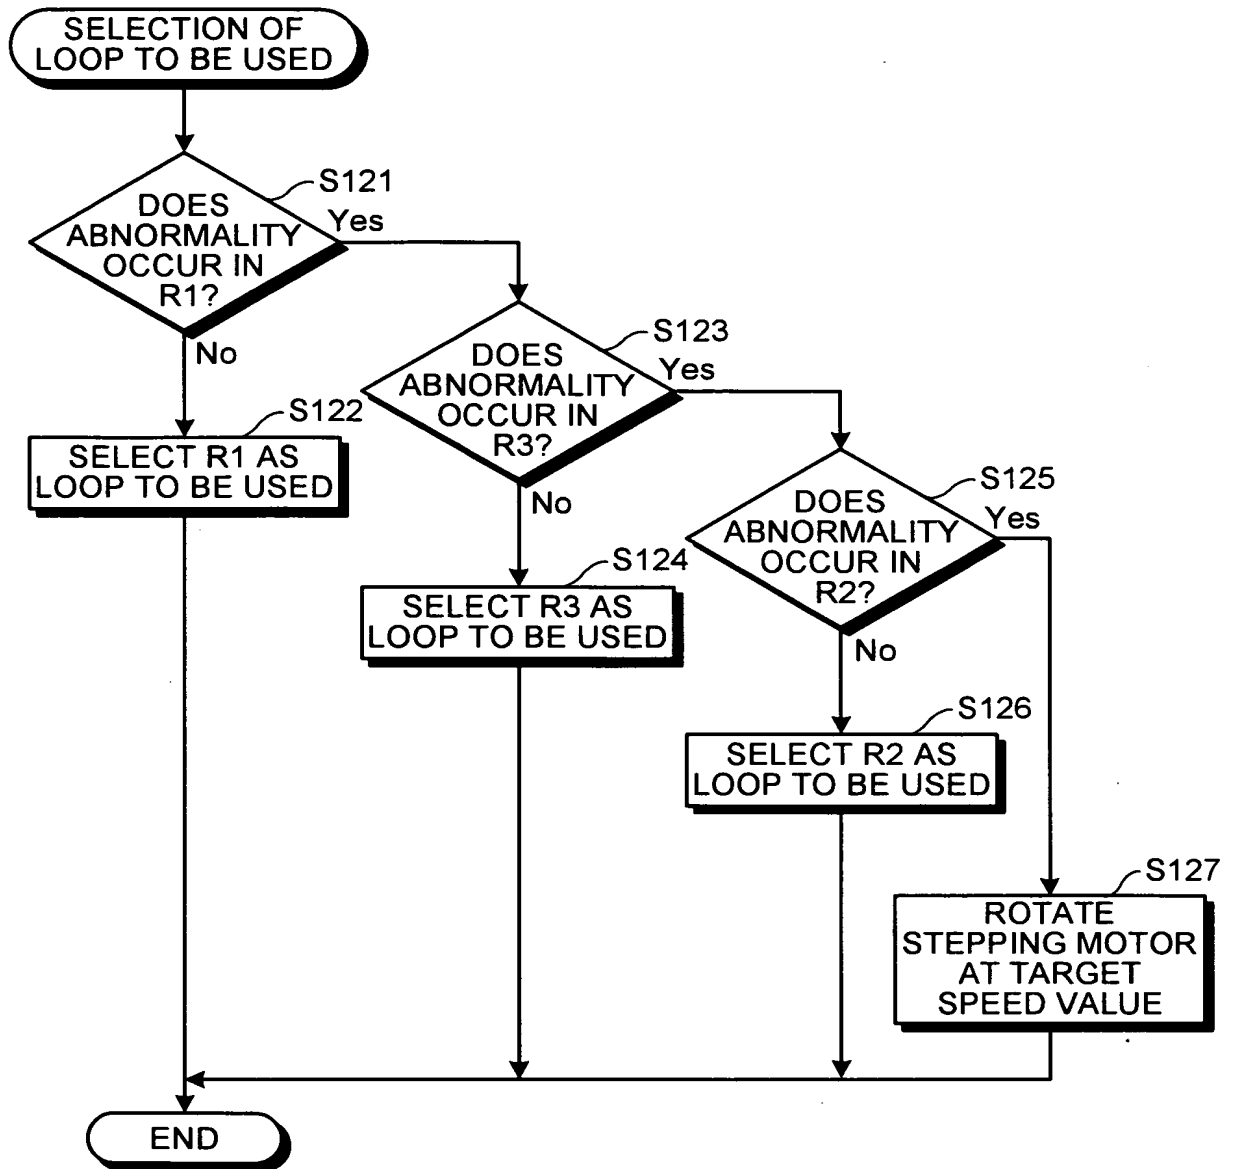 SELECTION OF
LOOP TO BE USED
S121
DOES
ABNORMALITY
OCCUR IN
R1?
Yes
No
S122
SELECT R1 AS
LOOP TO BE USED
S123
DOES
ABNORMALITY
OCCUR IN
R3?
Yes
No
S124
SELECT R3 AS
LOOP TO BE USED
S125
DOES
ABNORMALITY
OCCUR IN
R2?
Yes
No
S126
SELECT R2 AS
LOOP TO BE USED
S127
ROTATE
STEPPING MOTOR
AT TARGET
SPEED VALUE
END